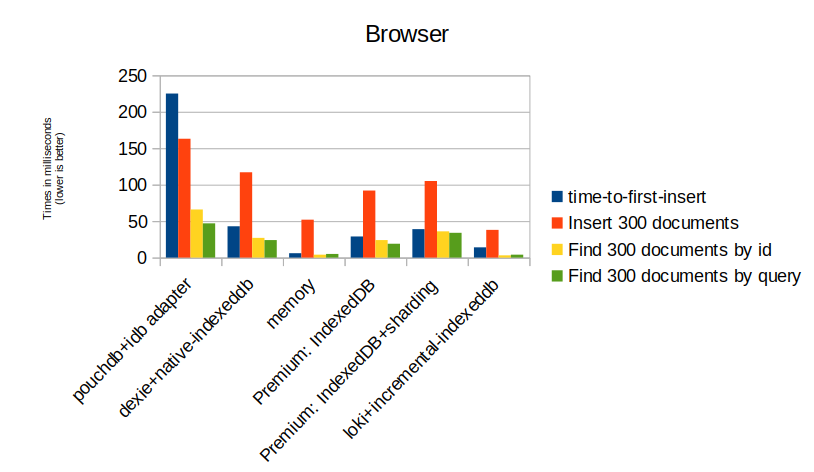 Browser
Times in milliseconds
(lower is better)
250
200
150
100
50
0
pouchdb+idb adapter
dexie+native-indexeddb
memory
Premium: IndexedDB
Premium: IndexedDB+sharding
loki+incremental-indexeddb
time-to-first-insert
Insert 300 documents
Find 300 documents by id
Find 300 documents by query